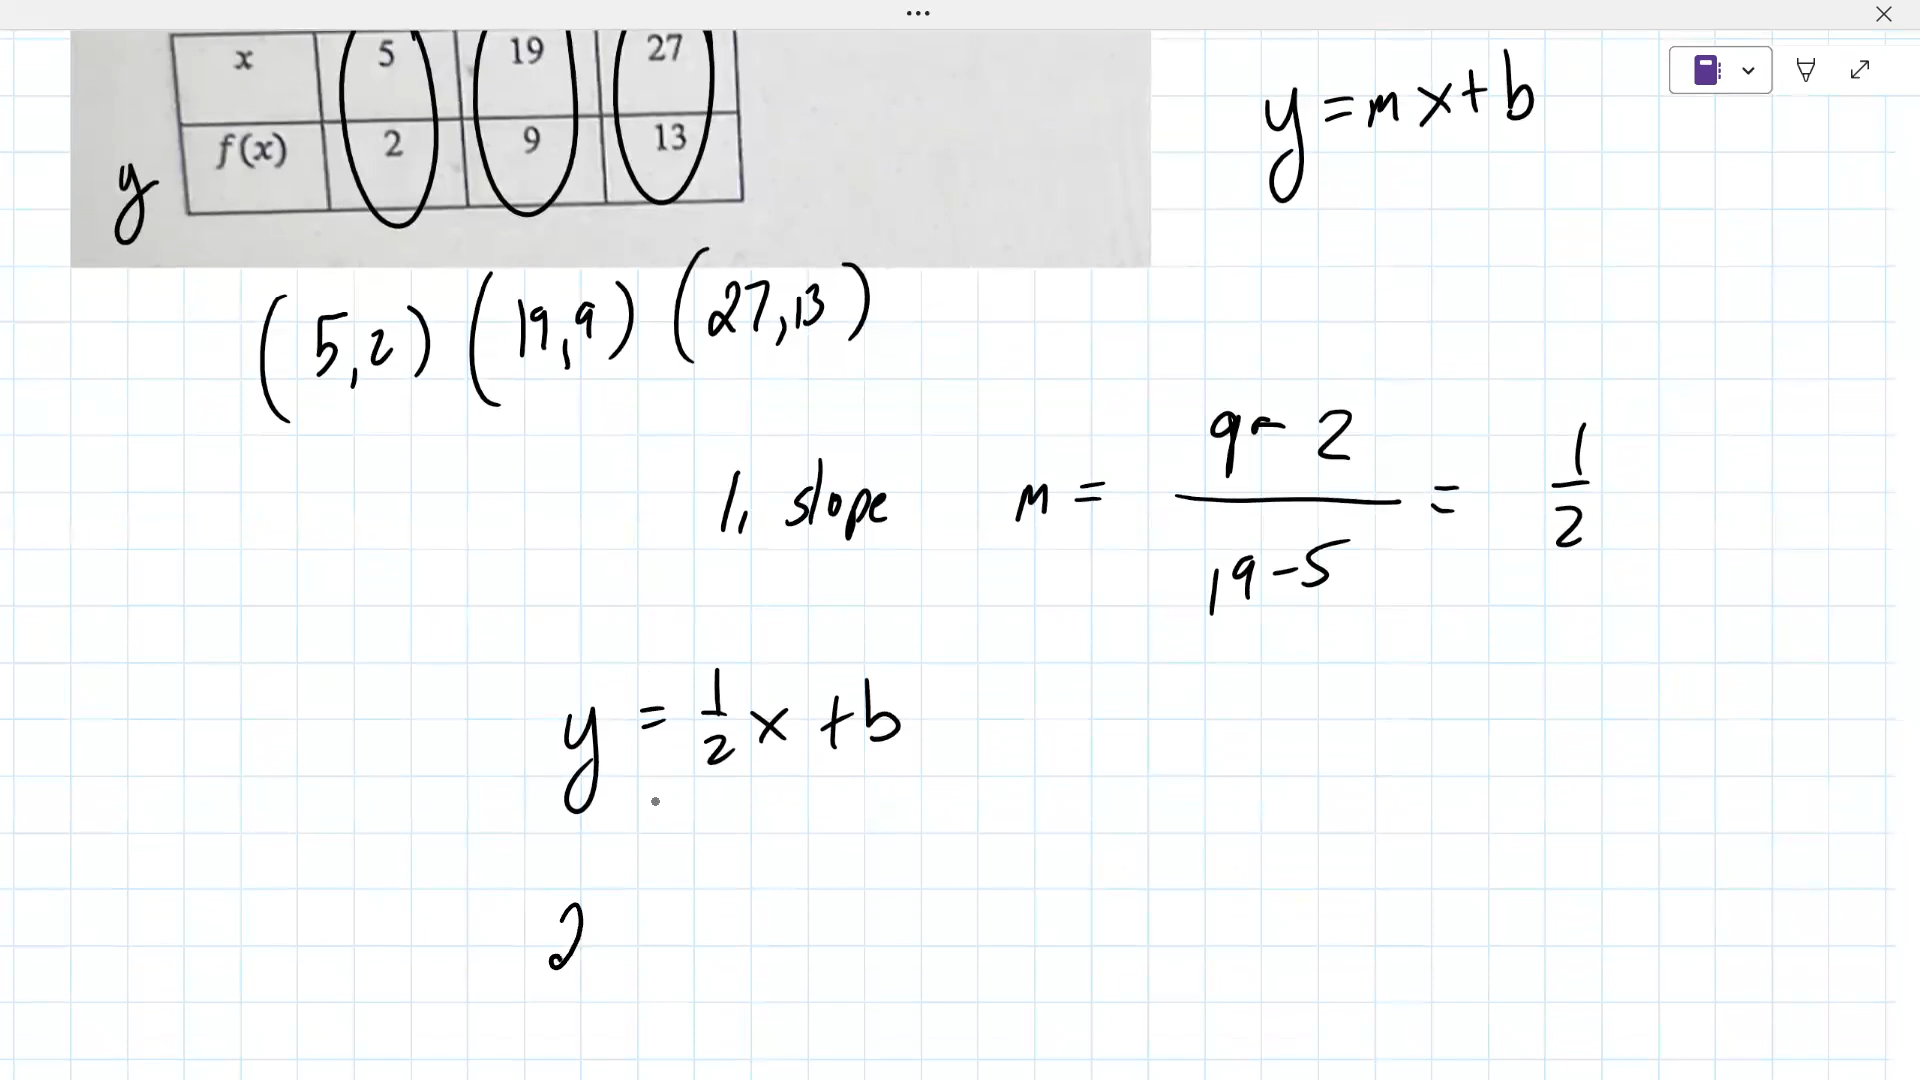 x 5 19 27
y = mx + b
f(x) 2 9 13
y
(5,2) (19,9) (27,13)
1, slope m = 9 - 2 / 19 - 5 = 1/2
y = 1/2 x + b
2